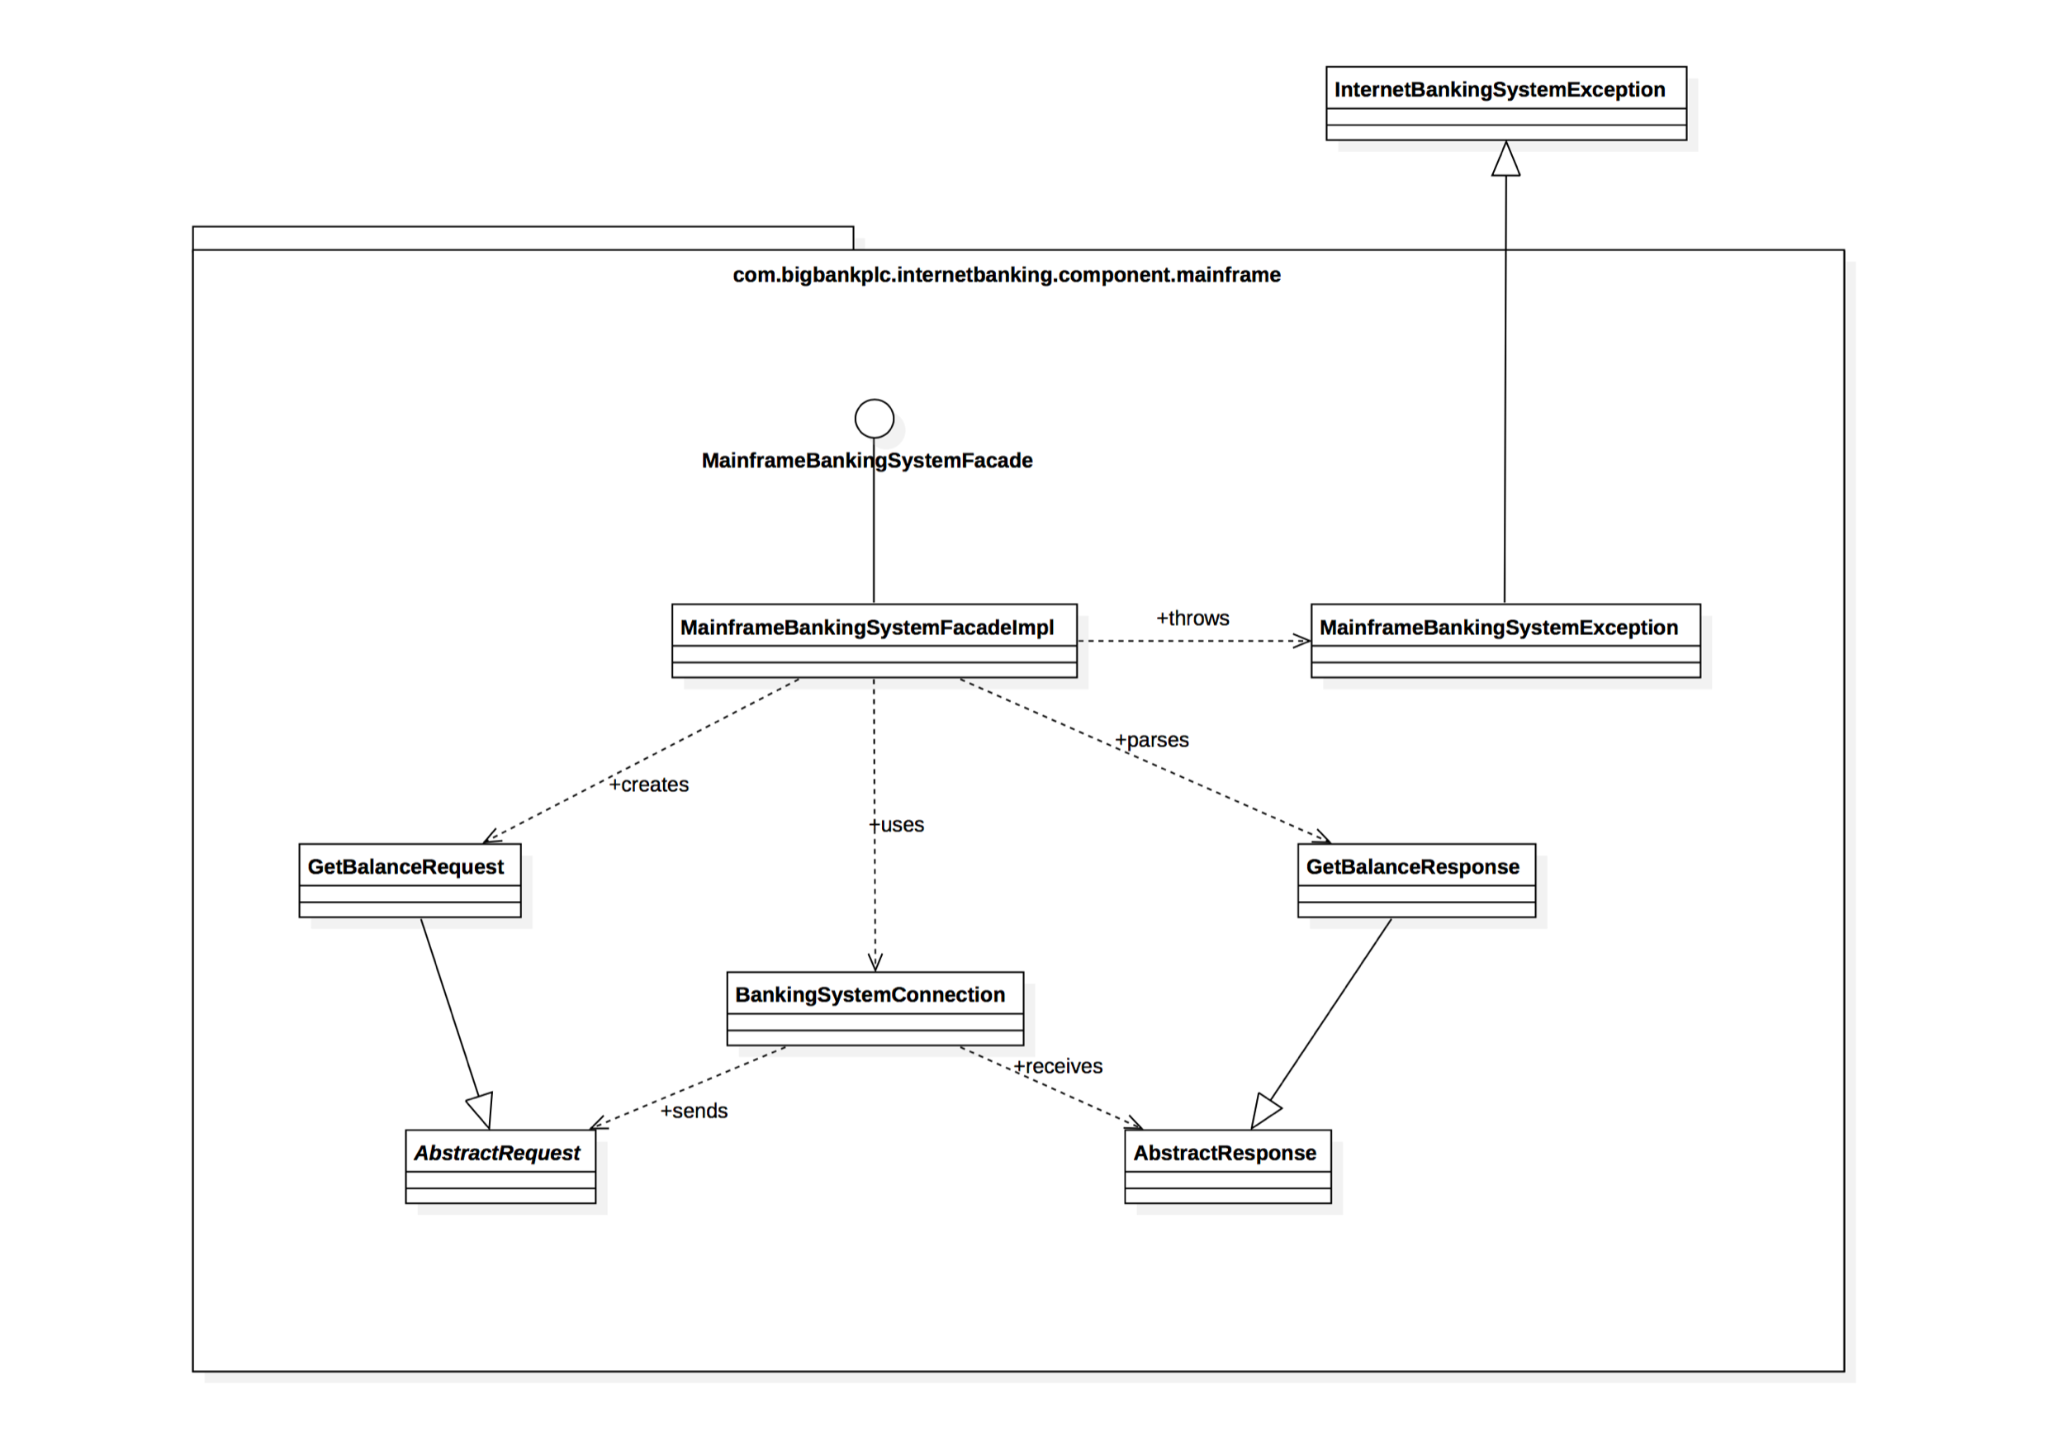 InternetBankingSystemException
com.bigbankplc.internetbanking.component.mainframe
MainframeBankingSystemFacade
MainframeBankingSystemFacadeImpl
+throws
MainframeBankingSystemException
+parses
+creates
+uses
GetBalanceRequest
GetBalanceResponse
BankingSystemConnection
+receives
+sends
AbstractRequest
AbstractResponse